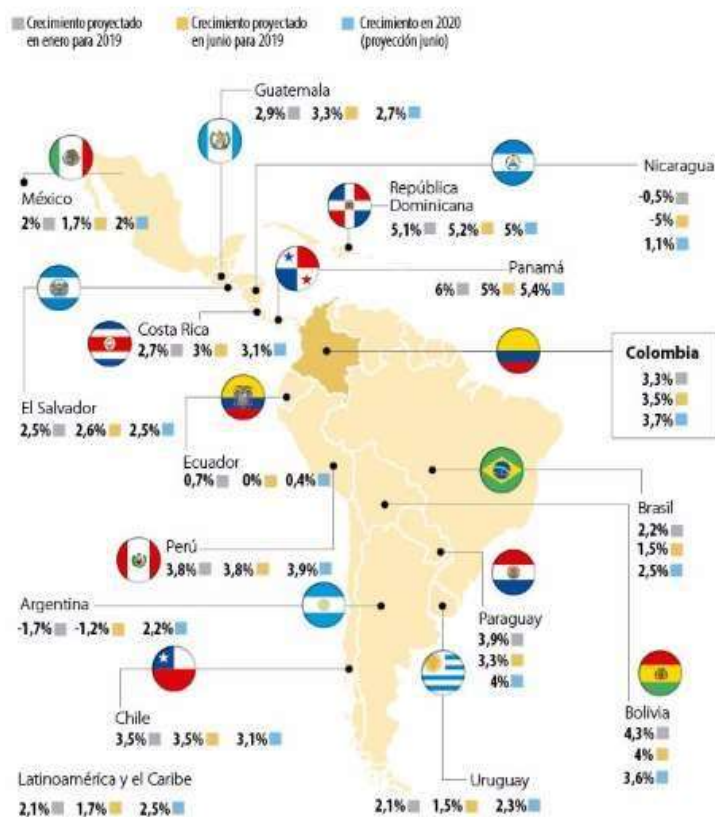 Crecimiento proyectado
en enero para 2019
Crecimiento proyectado
en junio para 2019
Crecimiento en 2020
(proyección junio)
Guatemala
2,9% 3,3% 2,7%
México
2% 1,7% 2%
República
Dominicana
5,1% 5,2% 5%
Nicaragua
-0,5%
-5%
1,1%
Panamá
6% 5% 5,4%
Costa Rica
2,7% 3% 3,1%
Colombia
3,3%
3,5%
3,7%
El Salvador
2,5% 2,6% 2,5%
Ecuador
0,7% 0% 0,4%
Brasil
2,2%
1,5%
2,5%
Perú
3,8% 3,8% 3,9%
Argentina
-1,7% -1,2% 2,2%
Paraguay
3,9%
3,3%
4%
Chile
3,5% 3,5% 3,1%
Bolivia
4,3%
4%
3,6%
Latinoamérica y el Caribe
2,1% 1,7% 2,5%
Uruguay
2,1% 1,5% 2,3%